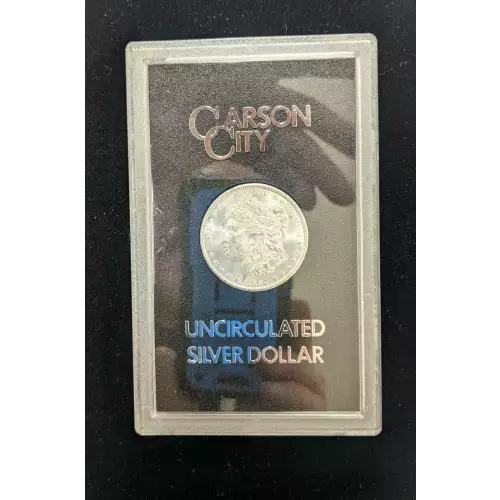 CARSON
CITY
UNCIRCULATED
SILVER DOLLAR